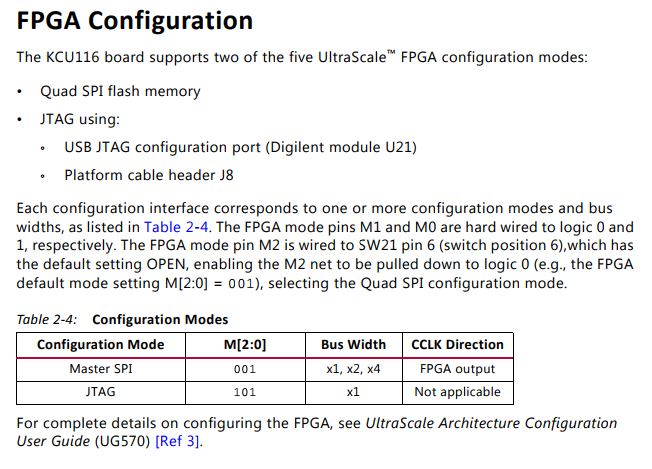 FPGA Configuration
The KCU116 board supports two of the five UltraScale™ FPGA configuration modes:
• Quad SPI flash memory
• JTAG using:
∘ USB JTAG configuration port (Digilent module U21)
∘ Platform cable header J8
Each configuration interface corresponds to one or more configuration modes and bus
widths, as listed in Table 2-4. The FPGA mode pins M1 and M0 are hard wired to logic 0 and
1, respectively. The FPGA mode pin M2 is wired to SW21 pin 6 (switch position 6),which has
the default setting OPEN, enabling the M2 net to be pulled down to logic 0 (e.g., the FPGA
default mode setting M[2:0] = 001), selecting the Quad SPI configuration mode.
Table 2-4: Configuration Modes
Configuration Mode M[2:0] Bus Width CCLK Direction
Master SPI 001 x1, x2, x4 FPGA output
JTAG 101 x1 Not applicable
For complete details on configuring the FPGA, see UltraScale Architecture Configuration
User Guide (UG570) [Ref 3].